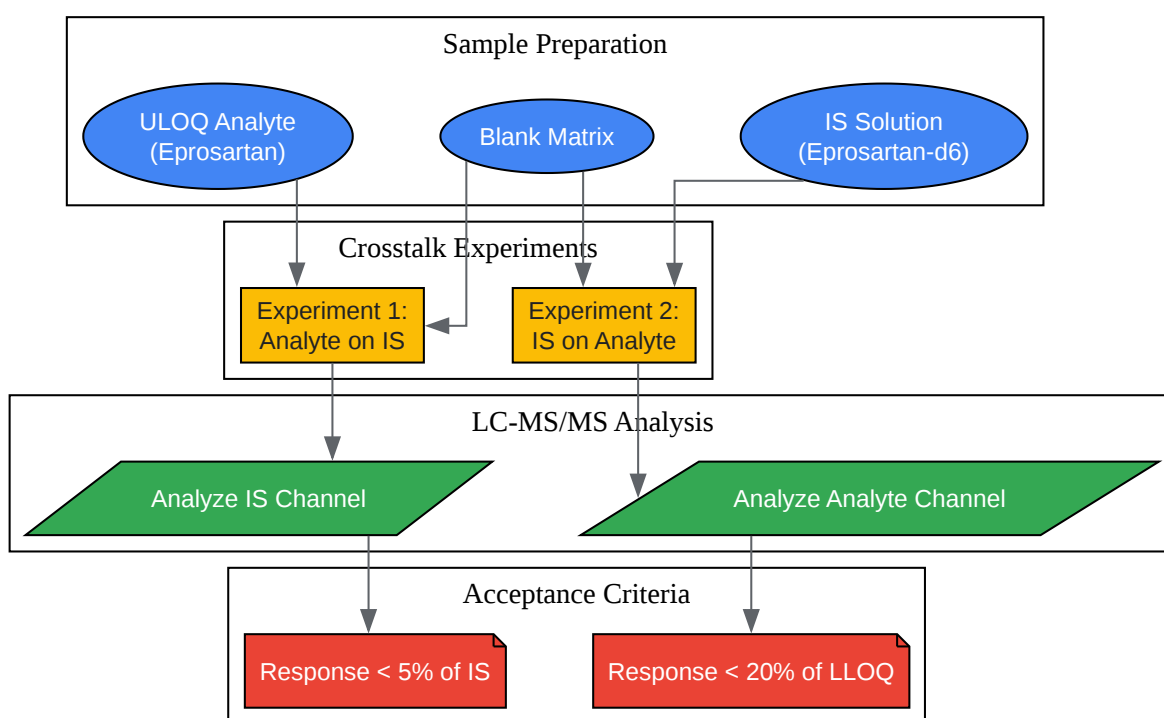 Sample Preparation
ULOQ Analyte
(Eprosartan)
Blank Matrix
IS Solution
(Eprosartan-d6)
Crosstalk Experiments
Experiment 1:
Analyte on IS
Experiment 2:
IS on Analyte
LC-MS/MS Analysis
Analyze IS Channel
Analyze Analyte Channel
Acceptance Criteria
Response < 5% of IS
Response < 20% of LLOQ